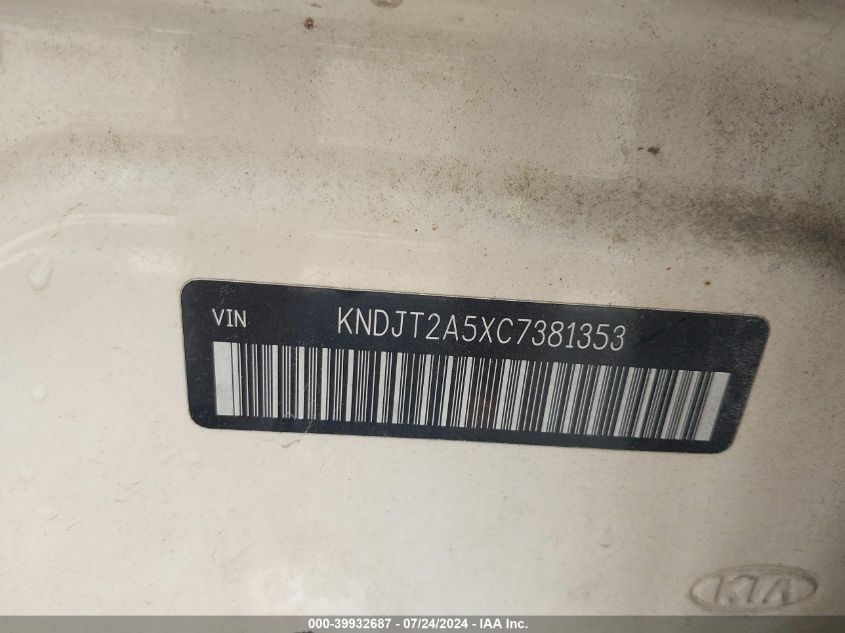 VIN KNDJT2A5XC7381353
KIA
000-39932687 - 07/24/2024 - IAA Inc.